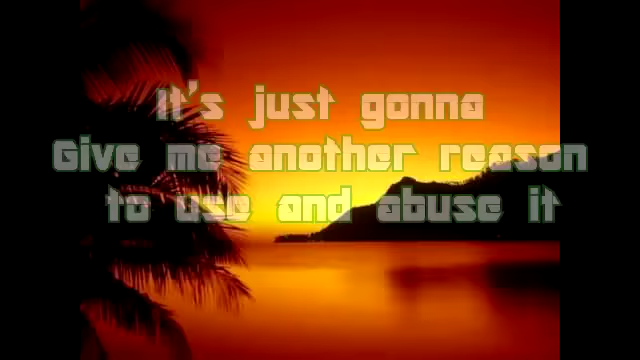 It's just gonna
Give me another reason
to use and abuse it